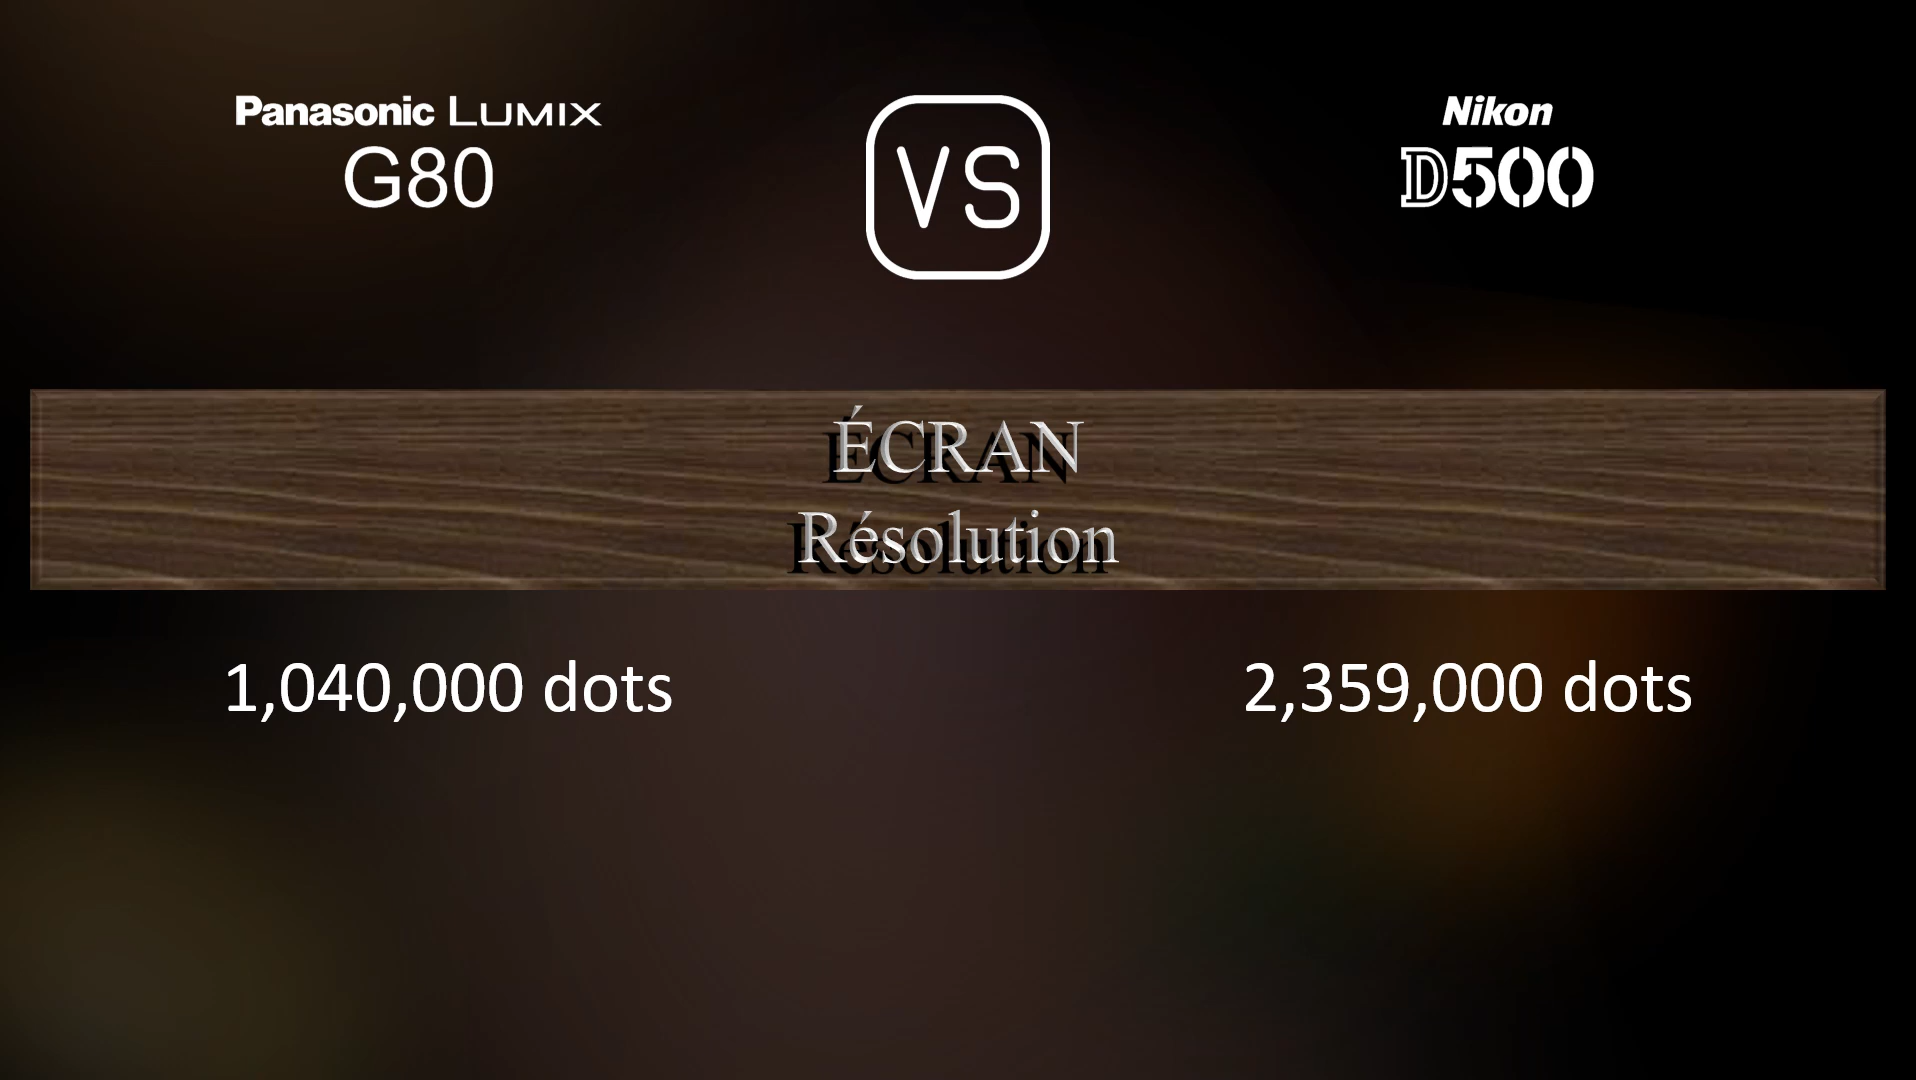 Panasonic LUMIX
G80
VS
Nikon
D500
ÉCRAN
Résolution
1,040,000 dots
2,359,000 dots